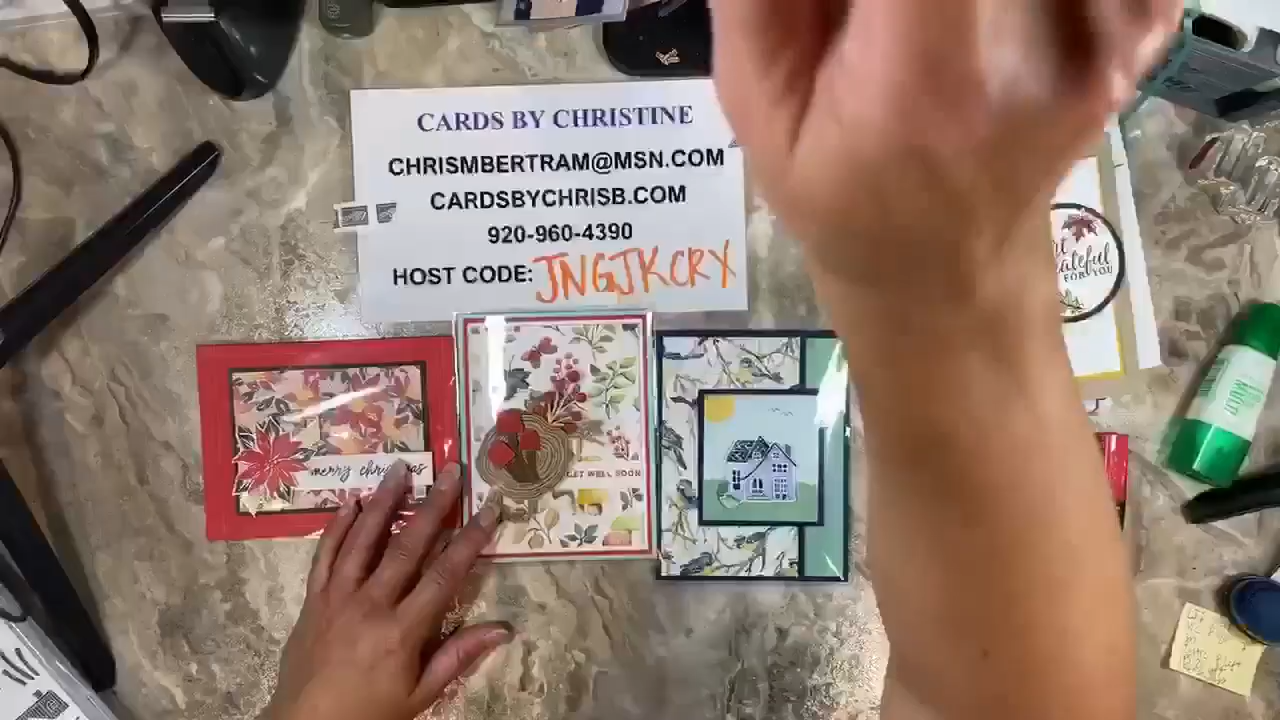 CARDS BY CHRISTINE
CHRISMBERTRAM@MSN.COM
CARDSBYCHRISB.COM
920-960-4390
HOST CODE: JNGJKCRY
merry christmas
GET WELL SOON
FOR YOU